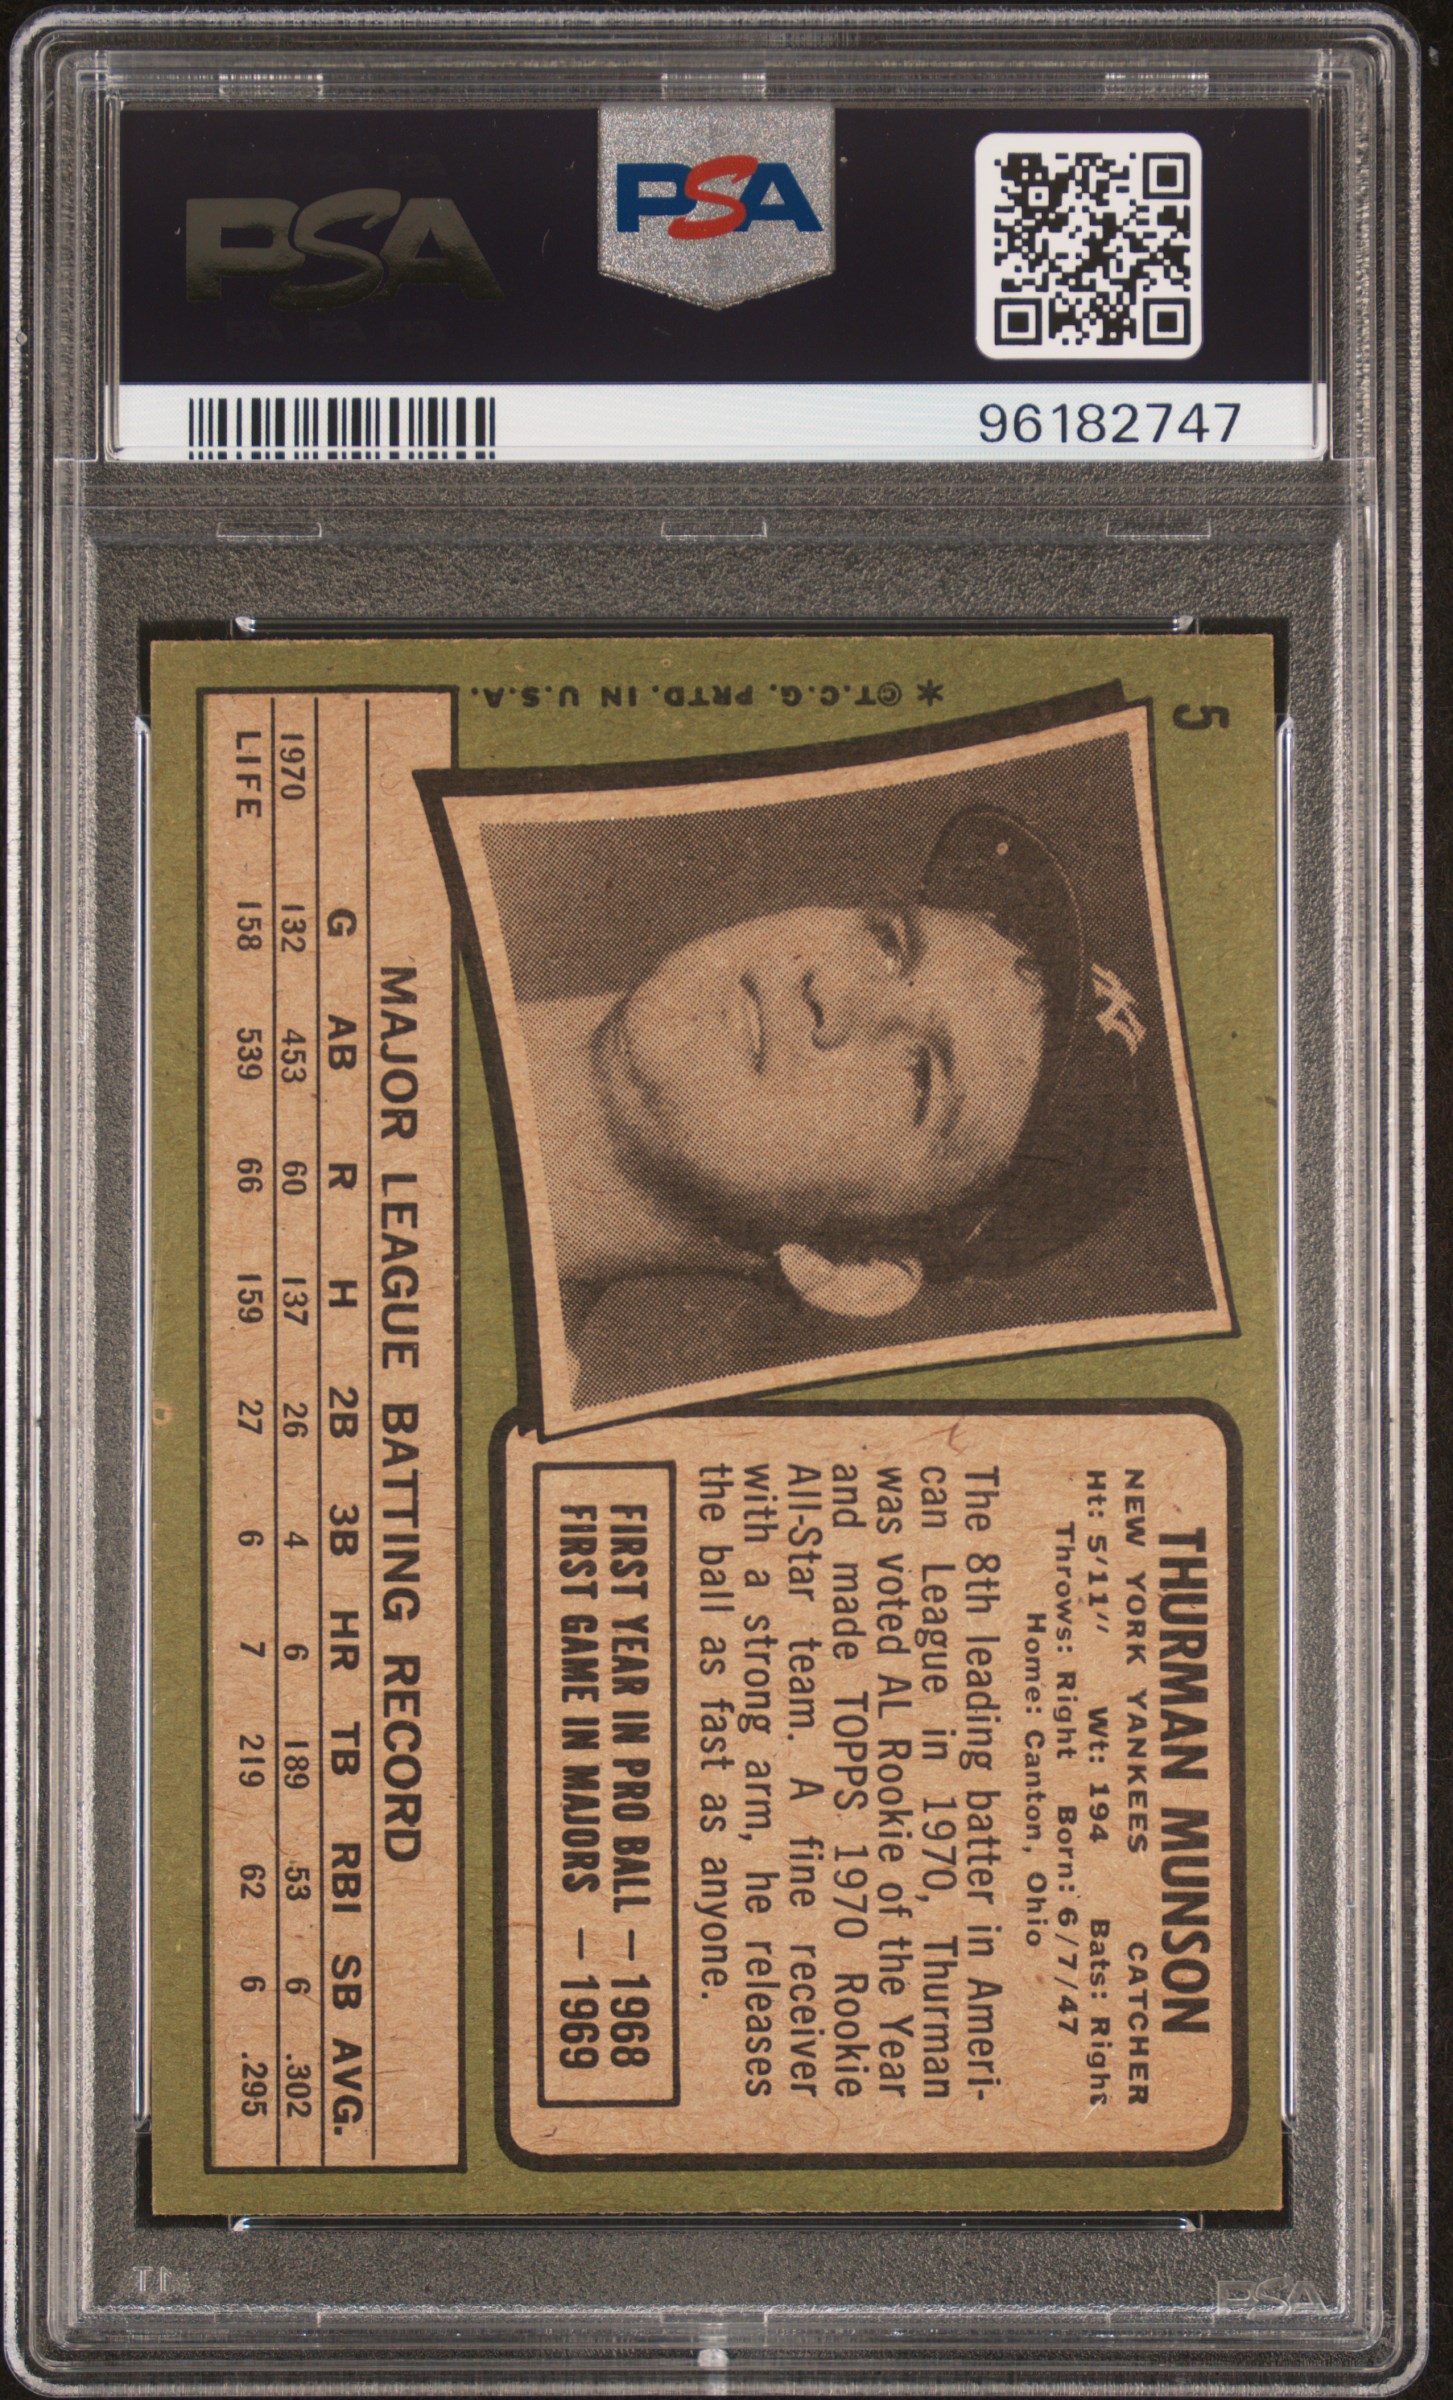 PSA
PSA
96182747
5
*©T.C.G. PRTD. IN U.S.A.
THURMAN MUNSON
NEW YORK YANKEES CATCHER
Ht: 5'11" Wt: 194 Bats: Right
Throws: Right Born: 6/7/47
Home: Canton, Ohio
The 8th leading batter in Ameri-
can League in 1970, Thurman
was voted AL Rookie of the Year
and made TOPPS 1970 Rookie
All-Star team. A fine receiver
with a strong arm, he releases
the ball as fast as anyone.
FIRST YEAR IN PRO BALL — 1968
FIRST GAME IN MAJORS — 1969
MAJOR LEAGUE BATTING RECORD
G AB R H 2B 3B HR TB RBI SB AVG.
1970 132 453 60 137 26 4 6 189 53 6 .302
LIFE 158 539 66 159 27 6 7 219 62 6 .295
PSA